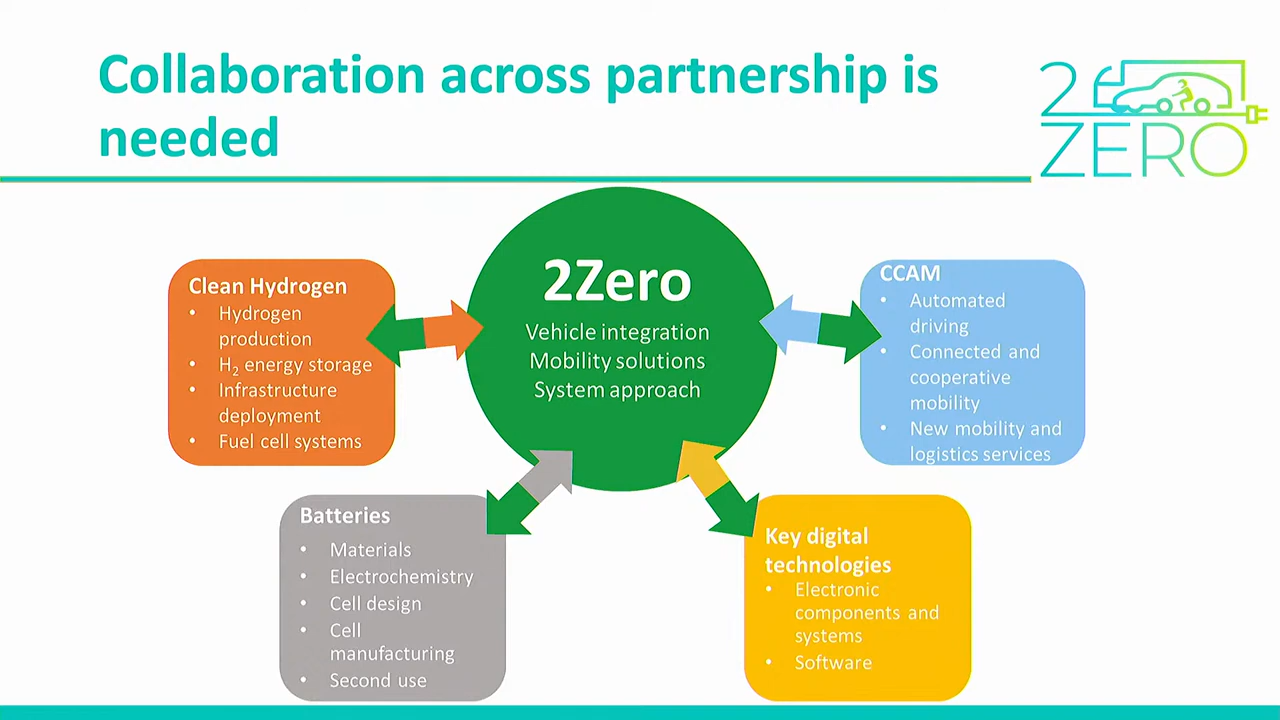 Collaboration across partnership is
needed
2
ZERO
2Zero
Vehicle integration
Mobility solutions
System approach
Clean Hydrogen
• Hydrogen
production
• H₂ energy storage
• Infrastructure
deployment
• Fuel cell systems
CCAM
• Automated
driving
• Connected and
cooperative
mobility
• New mobility and
logistics services
Batteries
• Materials
• Electrochemistry
• Cell design
• Cell
manufacturing
• Second use
Key digital
technologies
• Electronic
components and
systems
• Software